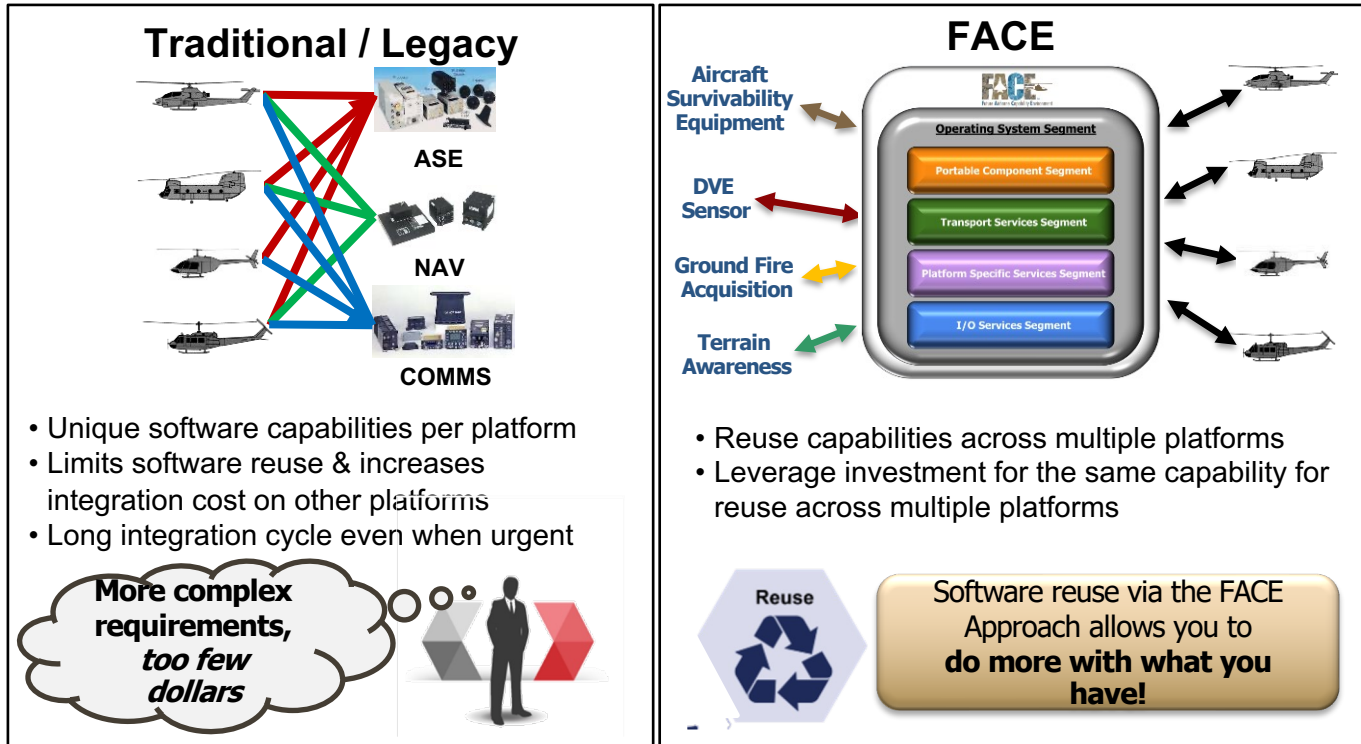 Traditional / Legacy
ASE
NAV
COMMS
• Unique software capabilities per platform
• Limits software reuse & increases
integration cost on other platforms
• Long integration cycle even when urgent
More complex
requirements,
too few
dollars
FACE
Aircraft
Survivability
Equipment
DVE
Sensor
Ground Fire
Acquisition
Terrain
Awareness
FACE
Future Airborne Capability Environment
Operating System Segment
Portable Component Segment
Transport Services Segment
Platform Specific Services Segment
I/O Services Segment
• Reuse capabilities across multiple platforms
• Leverage investment for the same capability for
reuse across multiple platforms
Reuse
Software reuse via the FACE
Approach allows you to
do more with what you
have!